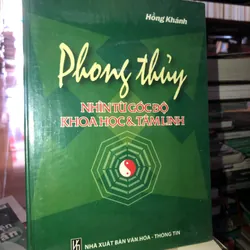 Hồng Khánh
Phong thủy
NHÌN TỪ GÓC ĐỘ
KHOA HỌC & TÂM LINH
NHÀ XUẤT BẢN VĂN HÓA - THÔNG TIN